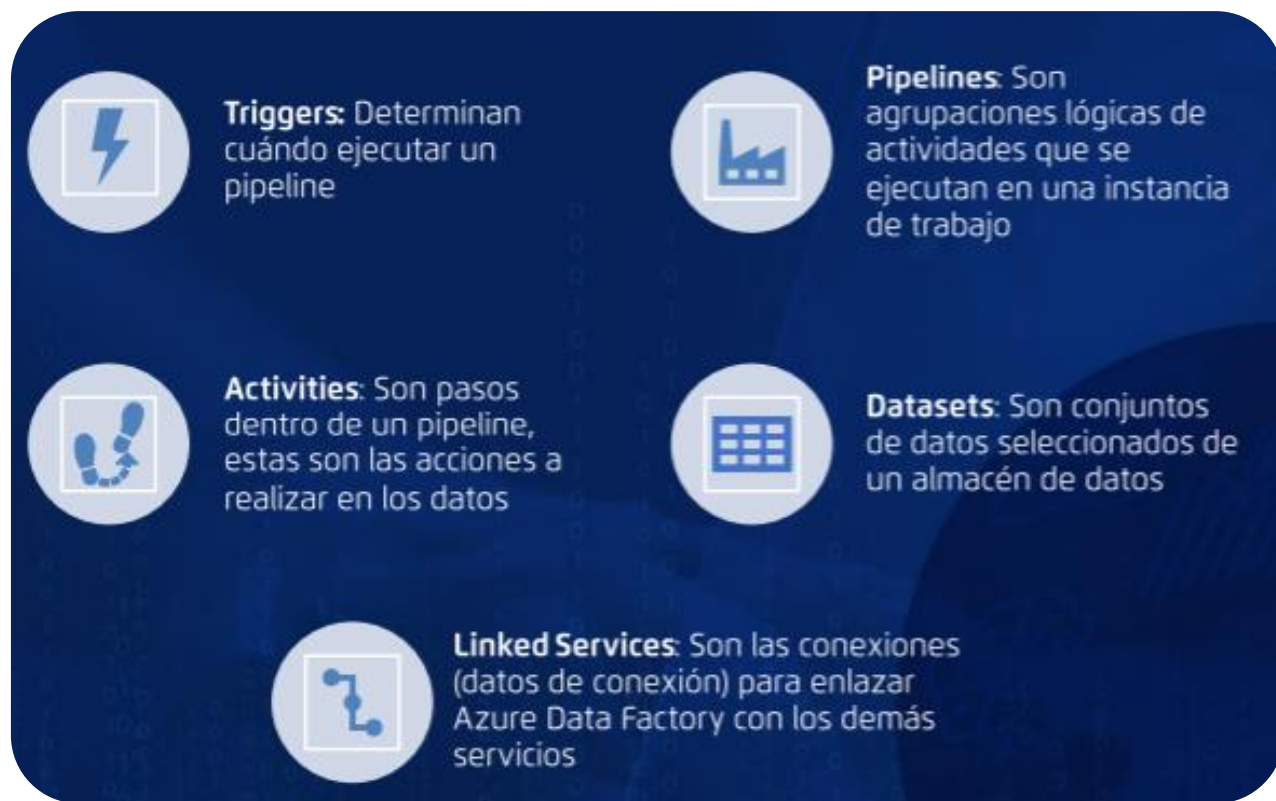 Triggers: Determinan
cuándo ejecutar un
pipeline
Pipelines: Son
agrupaciones lógicas de
actividades que se
ejecutan en una instancia
de trabajo
Activities: Son pasos
dentro de un pipeline,
estas son las acciones a
realizar en los datos
Datasets: Son conjuntos
de datos seleccionados de
un almacén de datos
Linked Services: Son las conexiones
(datos de conexión) para enlazar
Azure Data Factory con los demás
servicios